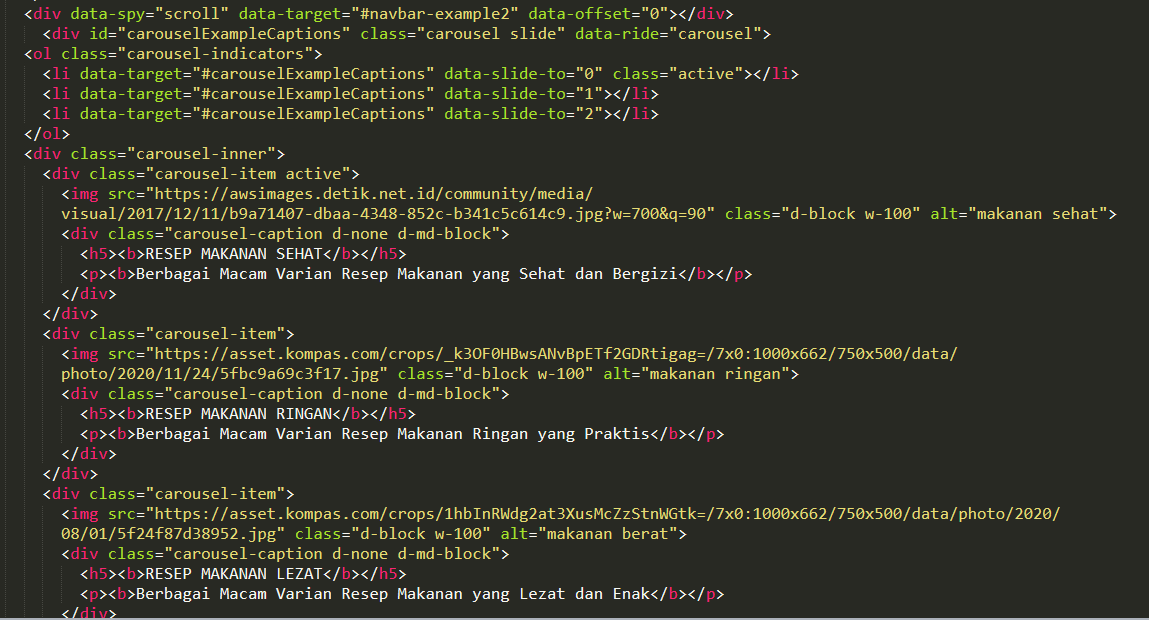 <div data-spy="scroll" data-target="#navbar-example2" data-offset="0"></div>
<div id="carouselExampleCaptions" class="carousel slide" data-ride="carousel">
<ol class="carousel-indicators">
<li data-target="#carouselExampleCaptions" data-slide-to="0" class="active"></li>
<li data-target="#carouselExampleCaptions" data-slide-to="1"></li>
<li data-target="#carouselExampleCaptions" data-slide-to="2"></li>
</ol>
<div class="carousel-inner">
<div class="carousel-item active">
<img src="https://awsimages.detik.net.id/community/media/
visual/2017/12/11/b9a71407-dbaa-4348-852c-b341c5c614c9.jpg?w=700&q=90" class="d-block w-100" alt="makanan sehat">
<div class="carousel-caption d-none d-md-block">
<h5><b>RESEP MAKANAN SEHAT</b></h5>
<p><b>Berbagai Macam Varian Resep Makanan yang Sehat dan Bergizi</b></p>
</div>
</div>
<div class="carousel-item">
<img src="https://asset.kompas.com/crops/_k3OF0HBwsANvBpETf2GDRtigag=/7x0:1000x662/750x500/data/
photo/2020/11/24/5fbc9a69c3f17.jpg" class="d-block w-100" alt="makanan ringan">
<div class="carousel-caption d-none d-md-block">
<h5><b>RESEP MAKANAN RINGAN</b></h5>
<p><b>Berbagai Macam Varian Resep Makanan Ringan yang Praktis</b></p>
</div>
</div>
<div class="carousel-item">
<img src="https://asset.kompas.com/crops/1hbInRWdg2at3XusMcZzStnWGtk=/7x0:1000x662/750x500/data/photo/2020/
08/01/5f24f87d38952.jpg" class="d-block w-100" alt="makanan berat">
<div class="carousel-caption d-none d-md-block">
<h5><b>RESEP MAKANAN LEZAT</b></h5>
<p><b>Berbagai Macam Varian Resep Makanan yang Lezat dan Enak</b></p>
</div>